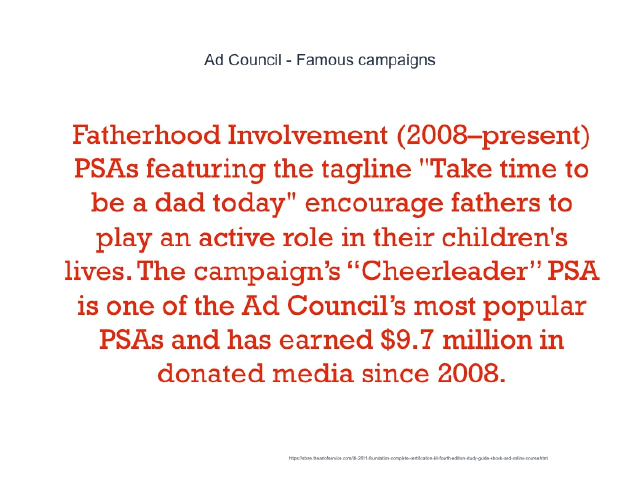 Ad Council - Famous campaigns
Fatherhood Involvement (2008–present)
PSAs featuring the tagline "Take time to
be a dad today" encourage fathers to
play an active role in their children's
lives. The campaign’s “Cheerleader” PSA
is one of the Ad Council’s most popular
PSAs and has earned $9.7 million in
donated media since 2008.